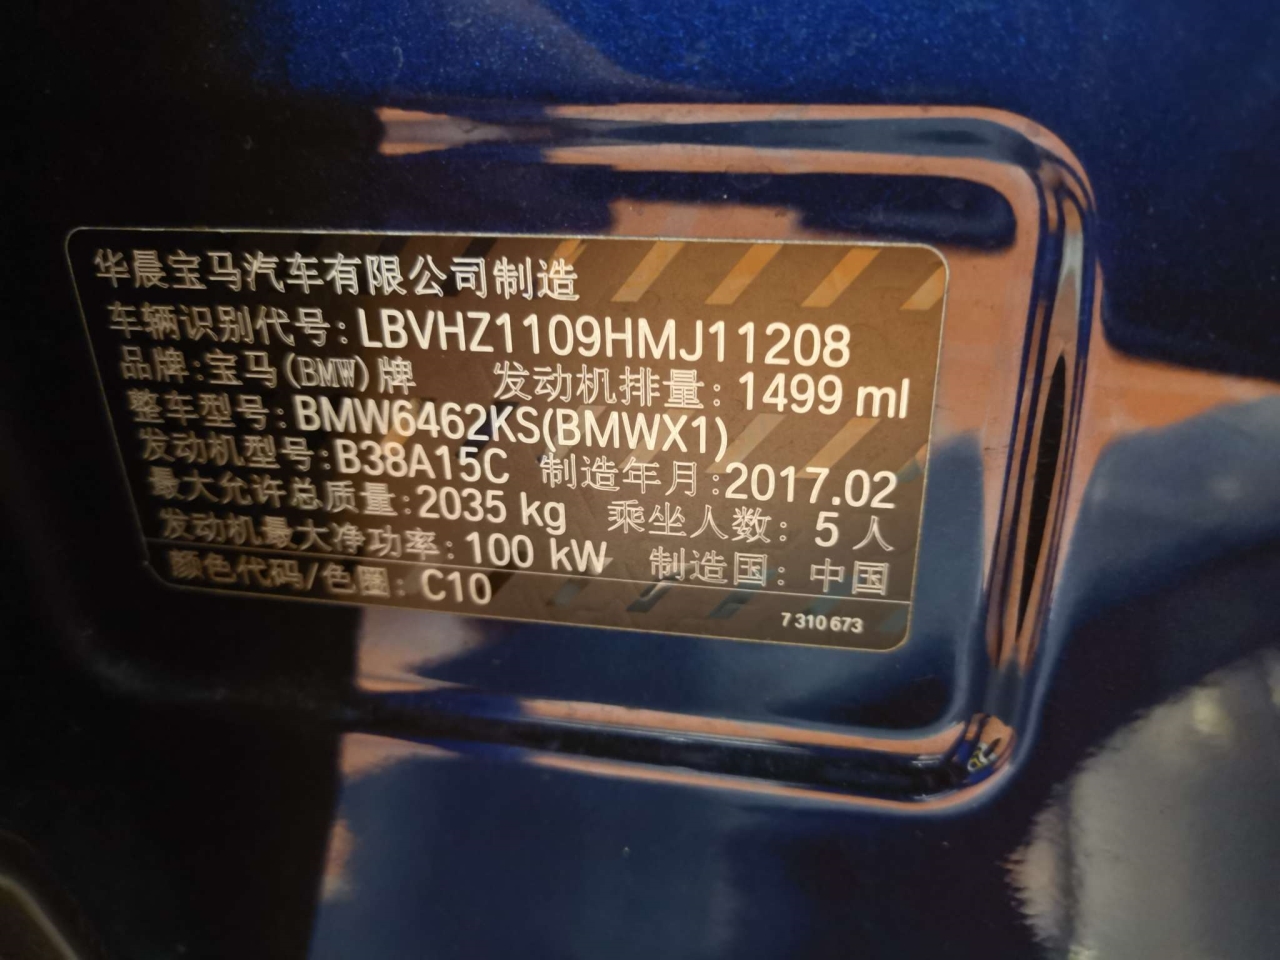 华晨宝马汽车有限公司制造
车辆识别代号: LBVHZ1109HMJ11208
品牌: 宝马(BMW)牌 发动机排量: 1499 ml
整车型号: BMW6462KS(BMWX1)
发动机型号: B38A15C 制造年月: 2017.02
最大允许总质量: 2035 kg 乘坐人数: 5 人
发动机最大净功率: 100 kW 制造国: 中国
颜色代码/色圈: C10
7 310 673